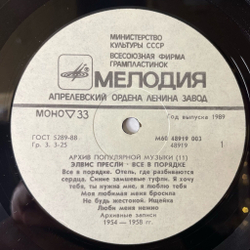 МИНИСТЕРСТВО
КУЛЬТУРЫ СССР
ВСЕСОЮЗНАЯ ФИРМА
ГРАМПЛАСТИНОК
МЕЛОДИЯ
АПРЕЛЕВСКИЙ ОРДЕНА ЛЕНИНА ЗАВОД
МОНО 33
Год выпуска 1989
ГОСТ 5289-88
Гр. 3. 3-25
М60 48919 003
48919
1
АРХИВ ПОПУЛЯРНОЙ МУЗЫКИ (11)
ЭЛВИС ПРЕСЛИ - ВСЕ В ПОРЯДКЕ
Все в порядке. Отель, где разбиваются
сердца. Синие замшевые туфли. Я хочу
тебя, ты нужна мне, я люблю тебя
Моя любимая меня бросила
Не будь жестокой. Ищейка
Люби меня нежно
Архивные записи
1954 — 1958 гг.